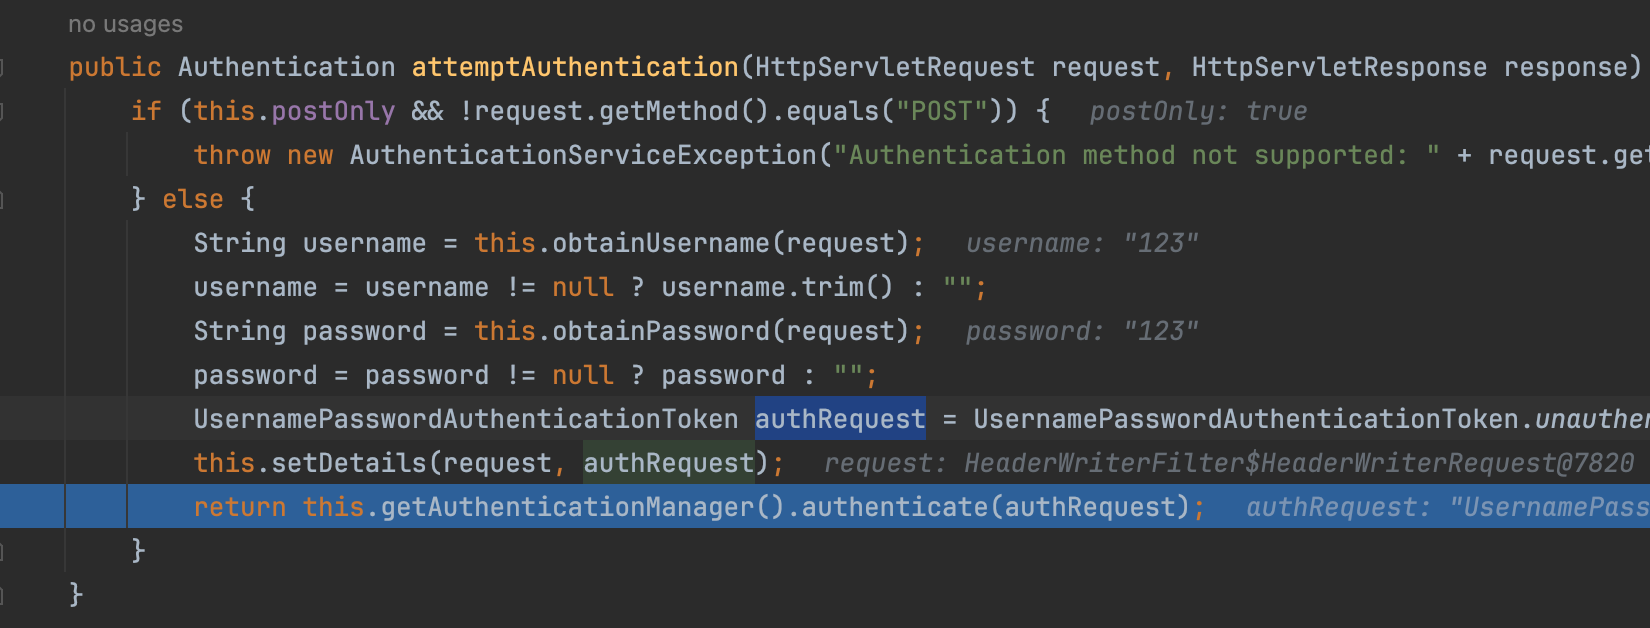 no usages
public Authentication attemptAuthentication(HttpServletRequest request, HttpServletResponse response)
if (this.postOnly && !request.getMethod().equals("POST")) { postOnly: true
throw new AuthenticationServiceException("Authentication method not supported: " + request.get
} else {
String username = this.obtainUsername(request); username: "123"
username = username != null ? username.trim() : "";
String password = this.obtainPassword(request); password: "123"
password = password != null ? password : "";
UsernamePasswordAuthenticationToken authRequest = UsernamePasswordAuthenticationToken.unauthen
this.setDetails(request, authRequest); request: HeaderWriterFilter$HeaderWriterRequest@7820
return this.getAuthenticationManager().authenticate(authRequest); authRequest: "UsernamePass
}
}